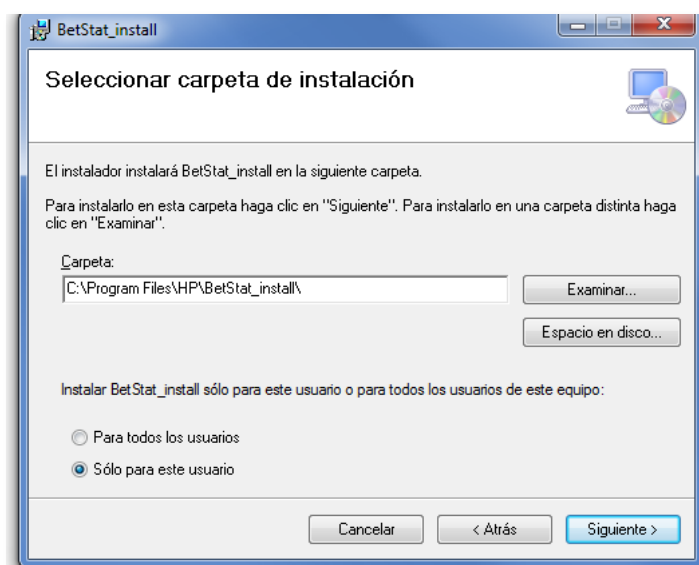 BetStat_install
Seleccionar carpeta de instalación
El instalador instalará BetStat_install en la siguiente carpeta.
Para instalarlo en esta carpeta haga clic en "Siguiente". Para instalarlo en una carpeta distinta haga
clic en "Examinar".
Carpeta:
C:\Program Files\HP\BetStat_install\
Examinar...
Espacio en disco...
Instalar BetStat_install sólo para este usuario o para todos los usuarios de este equipo:
Para todos los usuarios
Sólo para este usuario
Cancelar
< Atrás
Siguiente >